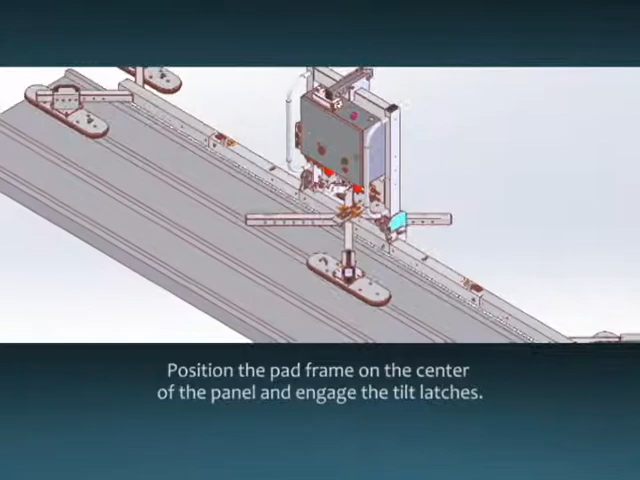 Position the pad frame on the center
of the panel and engage the tilt latches.